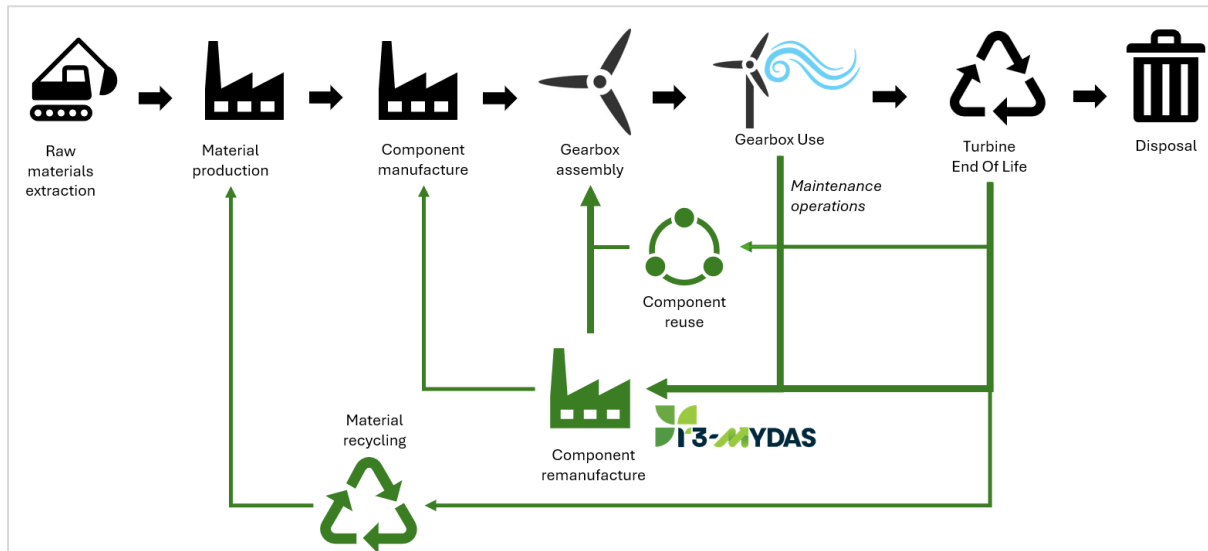 Raw
materials
extraction
Material
production
Component
manufacture
Gearbox
assembly
Gearbox Use
Turbine
End Of Life
Disposal
Maintenance
operations
Component
reuse
Material
recycling
r3-MYDAS
Component
remanufacture